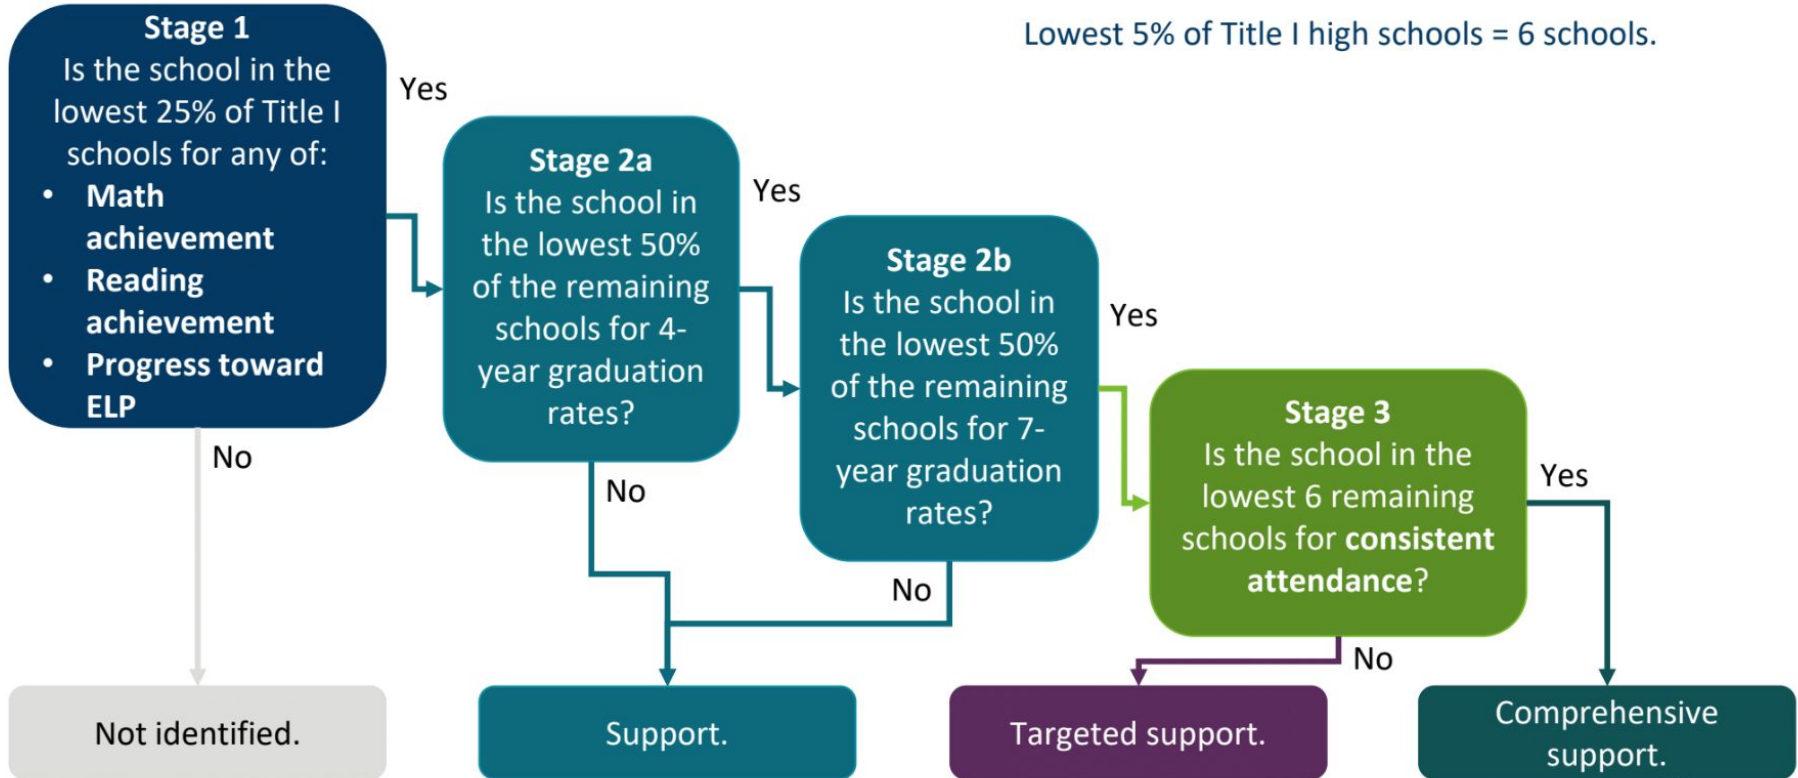 Lowest 5% of Title I high schools = 6 schools.
Stage 1
Is the school in the
lowest 25% of Title I
schools for any of:
• Math
achievement
• Reading
achievement
• Progress toward
ELP
Yes
No
Stage 2a
Is the school in
the lowest 50%
of the remaining
schools for 4-
year graduation
rates?
Yes
No
Stage 2b
Is the school in
the lowest 50%
of the remaining
schools for 7-
year graduation
rates?
Yes
No
Stage 3
Is the school in the
lowest 6 remaining
schools for consistent
attendance?
Yes
No
Not identified.
Support.
Targeted support.
Comprehensive
support.